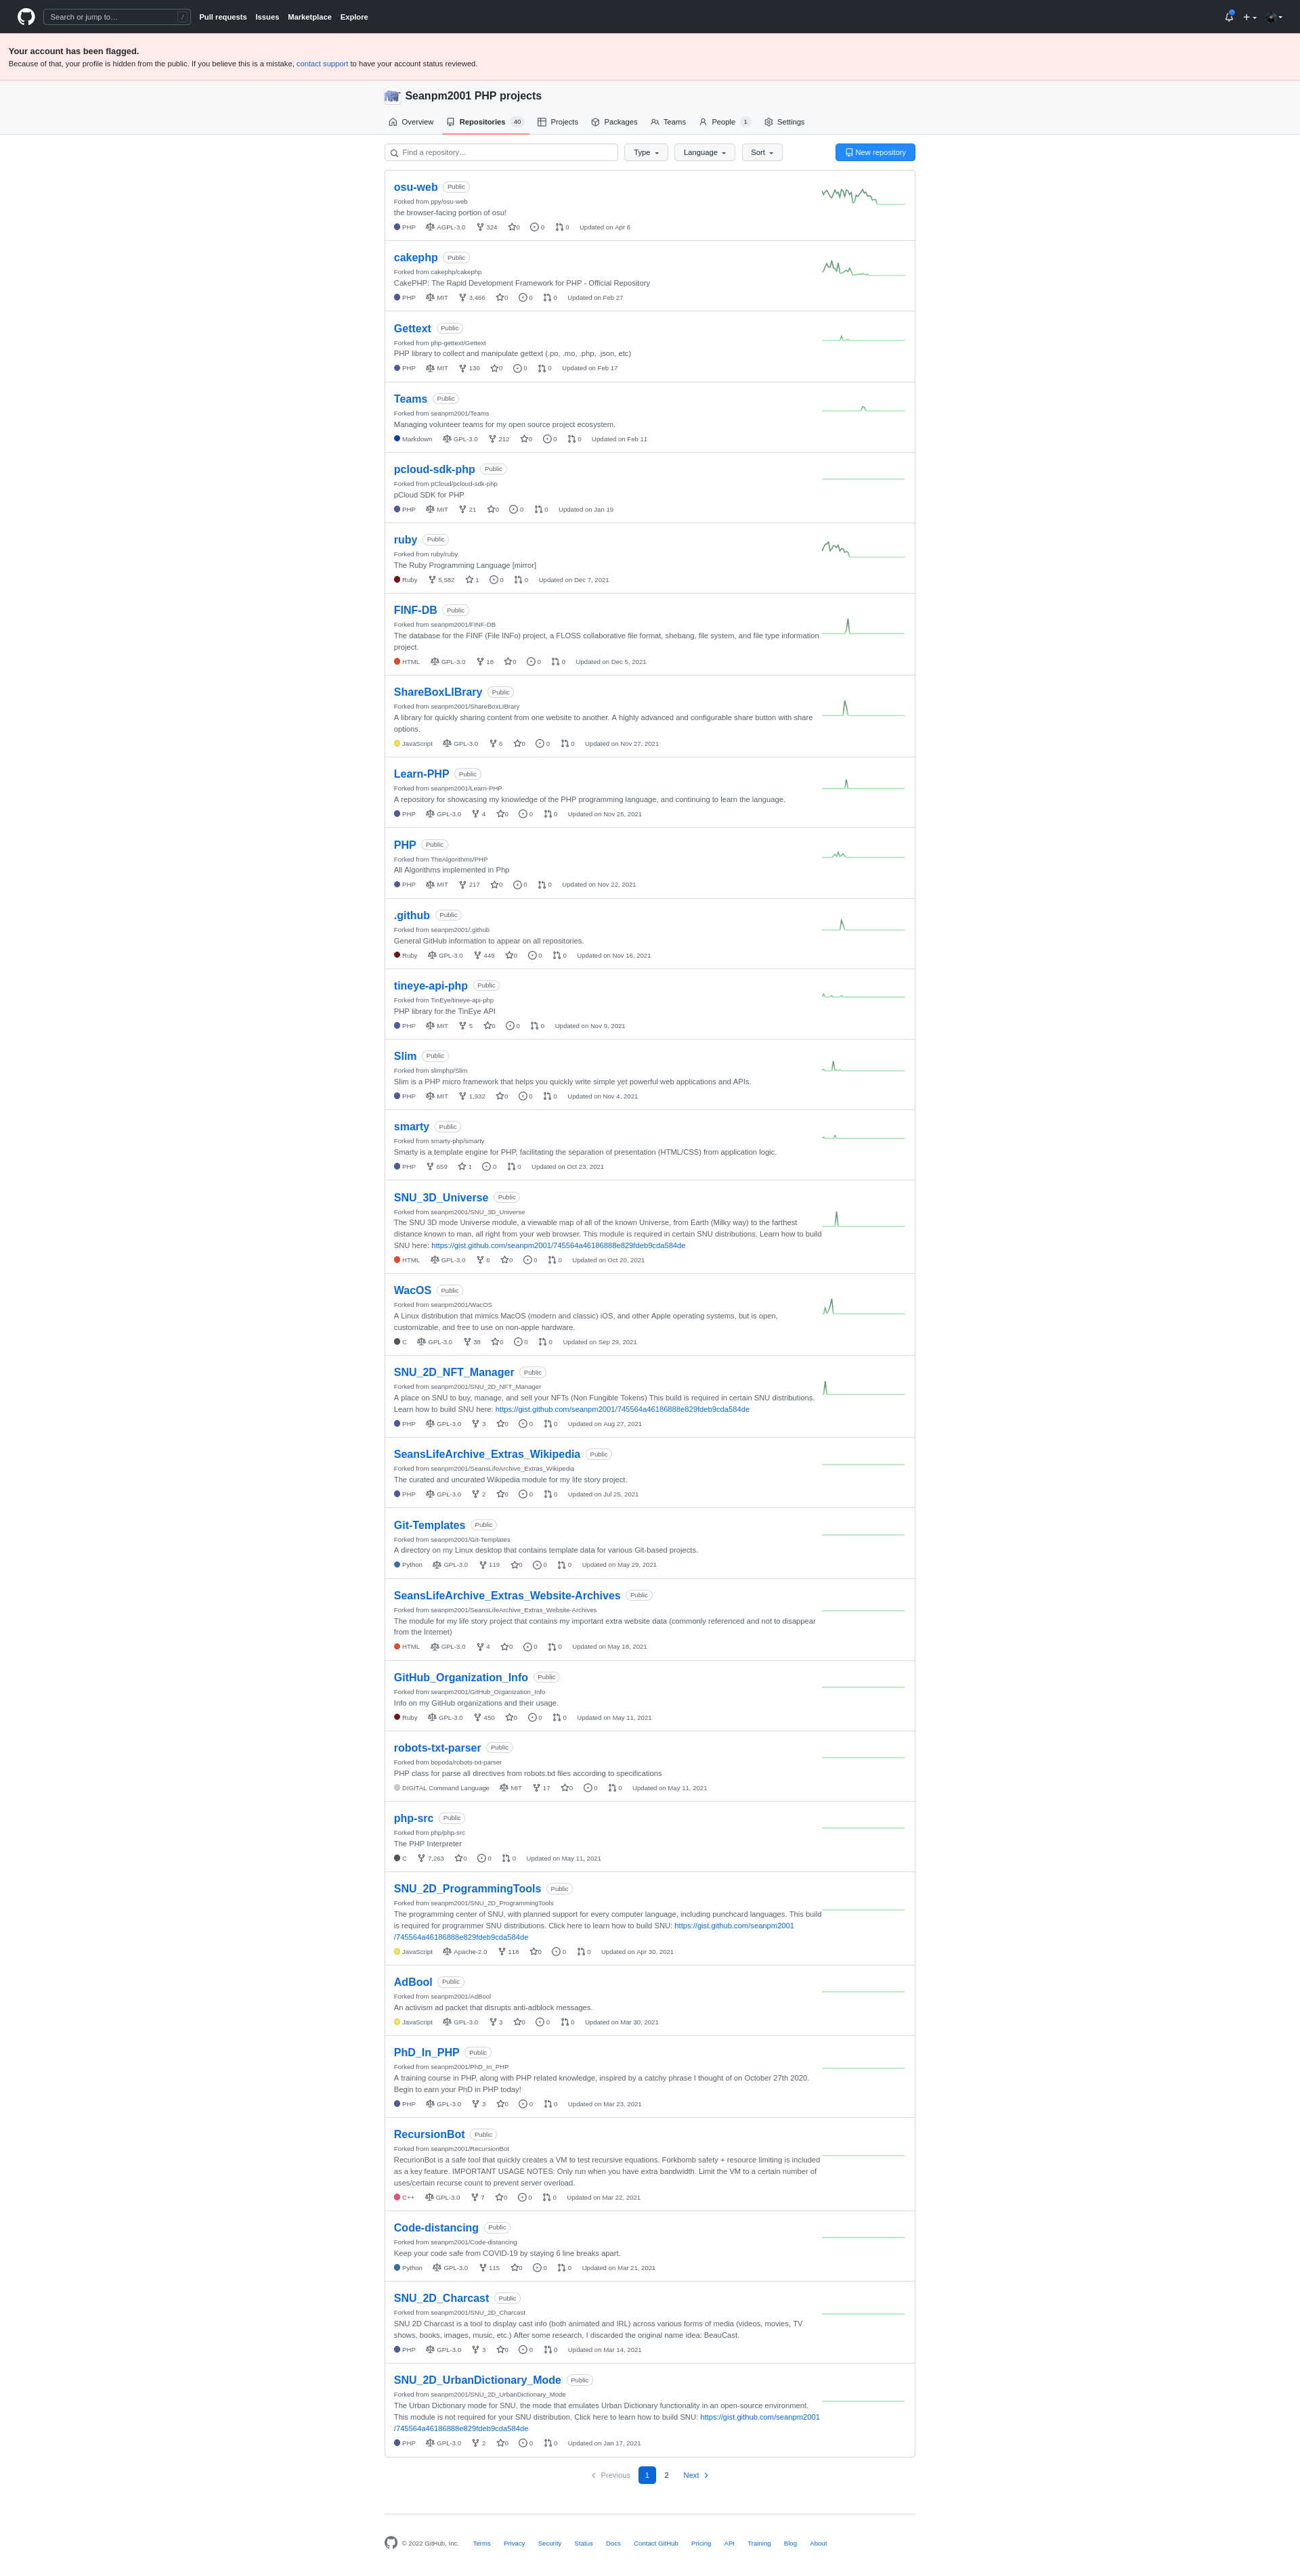 Search or jump to… /
Pull requests Issues Marketplace Explore
Your account has been flagged.
Because of that, your profile is hidden from the public. If you believe this is a mistake, contact support to have your account status reviewed.
Seanpm2001 PHP projects
Overview Repositories 40 Projects Packages Teams People 1 Settings
Find a repository… Type Language Sort New repository
osu-web Public
Forked from ppy/osu-web
the browser-facing portion of osu!
PHP AGPL-3.0 324 0 0 0 Updated on Apr 6
cakephp Public
Forked from cakephp/cakephp
CakePHP: The Rapid Development Framework for PHP - Official Repository
PHP MIT 3,466 0 0 0 Updated on Feb 27
Gettext Public
Forked from php-gettext/Gettext
PHP library to collect and manipulate gettext (.po, .mo, .php, .json, etc)
PHP MIT 130 0 0 0 Updated on Feb 17
Teams Public
Forked from seanpm2001/Teams
Managing volunteer teams for my open source project ecosystem.
Markdown GPL-3.0 212 0 0 0 Updated on Feb 11
pcloud-sdk-php Public
Forked from pCloud/pcloud-sdk-php
pCloud SDK for PHP
PHP MIT 21 0 0 0 Updated on Jan 19
ruby Public
Forked from ruby/ruby
The Ruby Programming Language [mirror]
Ruby 5,582 1 0 0 Updated on Dec 7, 2021
FINF-DB Public
Forked from seanpm2001/FINF-DB
The database for the FINF (File INFo) project, a FLOSS collaborative file format, shebang, file system, and file type information
project.
HTML GPL-3.0 18 0 0 0 Updated on Dec 5, 2021
ShareBoxLIBrary Public
Forked from seanpm2001/ShareBoxLIBrary
A library for quickly sharing content from one website to another. A highly advanced and configurable share button with share
options.
JavaScript GPL-3.0 6 0 0 0 Updated on Nov 27, 2021
Learn-PHP Public
Forked from seanpm2001/Learn-PHP
A repository for showcasing my knowledge of the PHP programming language, and continuing to learn the language.
PHP GPL-3.0 4 0 0 0 Updated on Nov 25, 2021
PHP Public
Forked from TheAlgorithms/PHP
All Algorithms implemented in Php
PHP MIT 217 0 0 0 Updated on Nov 22, 2021
.github Public
Forked from seanpm2001/.github
General GitHub information to appear on all repositories.
Ruby GPL-3.0 449 0 0 0 Updated on Nov 16, 2021
tineye-api-php Public
Forked from TinEye/tineye-api-php
PHP library for the TinEye API
PHP MIT 5 0 0 0 Updated on Nov 9, 2021
Slim Public
Forked from slimphp/Slim
Slim is a PHP micro framework that helps you quickly write simple yet powerful web applications and APIs.
PHP MIT 1,932 0 0 0 Updated on Nov 4, 2021
smarty Public
Forked from smarty-php/smarty
Smarty is a template engine for PHP, facilitating the separation of presentation (HTML/CSS) from application logic.
PHP 659 1 0 0 Updated on Oct 23, 2021
SNU_3D_Universe Public
Forked from seanpm2001/SNU_3D_Universe
The SNU 3D mode Universe module, a viewable map of all of the known Universe, from Earth (Milky way) to the farthest
distance known to man, all right from your web browser. This module is required in certain SNU distributions. Learn how to build
SNU here: https://gist.github.com/seanpm2001/745564a46186888e829fdeb9cda584de
HTML GPL-3.0 6 0 0 0 Updated on Oct 20, 2021
WacOS Public
Forked from seanpm2001/WacOS
A Linux distribution that mimics MacOS (modern and classic) iOS, and other Apple operating systems, but is open,
customizable, and free to use on non-apple hardware.
C GPL-3.0 38 0 0 0 Updated on Sep 29, 2021
SNU_2D_NFT_Manager Public
Forked from seanpm2001/SNU_2D_NFT_Manager
A place on SNU to buy, manage, and sell your NFTs (Non Fungible Tokens) This build is required in certain SNU distributions.
Learn how to build SNU here: https://gist.github.com/seanpm2001/745564a46186888e829fdeb9cda584de
PHP GPL-3.0 3 0 0 0 Updated on Aug 27, 2021
SeansLifeArchive_Extras_Wikipedia Public
Forked from seanpm2001/SeansLifeArchive_Extras_Wikipedia
The curated and uncurated Wikipedia module for my life story project.
PHP GPL-3.0 2 0 0 0 Updated on Jul 25, 2021
Git-Templates Public
Forked from seanpm2001/Git-Templates
A directory on my Linux desktop that contains template data for various Git-based projects.
Python GPL-3.0 119 0 0 0 Updated on May 29, 2021
SeansLifeArchive_Extras_Website-Archives Public
Forked from seanpm2001/SeansLifeArchive_Extras_Website-Archives
The module for my life story project that contains my important extra website data (commonly referenced and not to disappear
from the Internet)
HTML GPL-3.0 4 0 0 0 Updated on May 18, 2021
GitHub_Organization_Info Public
Forked from seanpm2001/GitHub_Organization_Info
Info on my GitHub organizations and their usage.
Ruby GPL-3.0 450 0 0 0 Updated on May 11, 2021
robots-txt-parser Public
Forked from bopoda/robots-txt-parser
PHP class for parse all directives from robots.txt files according to specifications
DIGITAL Command Language MIT 17 0 0 0 Updated on May 11, 2021
php-src Public
Forked from php/php-src
The PHP Interpreter
C 7,263 0 0 0 Updated on May 11, 2021
SNU_2D_ProgrammingTools Public
Forked from seanpm2001/SNU_2D_ProgrammingTools
The programming center of SNU, with planned support for every computer language, including punchcard languages. This build
is required for programmer SNU distributions. Click here to learn how to build SNU: https://gist.github.com/seanpm2001
/745564a46186888e829fdeb9cda584de
JavaScript Apache-2.0 118 0 0 0 Updated on Apr 30, 2021
AdBool Public
Forked from seanpm2001/AdBool
An activism ad packet that disrupts anti-adblock messages.
JavaScript GPL-3.0 3 0 0 0 Updated on Mar 30, 2021
PhD_In_PHP Public
Forked from seanpm2001/PhD_In_PHP
A training course in PHP, along with PHP related knowledge, inspired by a catchy phrase I thought of on October 27th 2020.
Begin to earn your PhD in PHP today!
PHP GPL-3.0 3 0 0 0 Updated on Mar 23, 2021
RecursionBot Public
Forked from seanpm2001/RecursionBot
RecurionBot is a safe tool that quickly creates a VM to test recursive equations. Forkbomb safety + resource limiting is included
as a key feature. IMPORTANT USAGE NOTES: Only run when you have extra bandwidth. Limit the VM to a certain number of
uses/certain recurse count to prevent server overload.
C++ GPL-3.0 7 0 0 0 Updated on Mar 22, 2021
Code-distancing Public
Forked from seanpm2001/Code-distancing
Keep your code safe from COVID-19 by staying 6 line breaks apart.
Python GPL-3.0 115 0 0 0 Updated on Mar 21, 2021
SNU_2D_Charcast Public
Forked from seanpm2001/SNU_2D_Charcast
SNU 2D Charcast is a tool to display cast info (both animated and IRL) across various forms of media (videos, movies, TV
shows, books, images, music, etc.) After some research, I discarded the original name idea: BeauCast.
PHP GPL-3.0 3 0 0 0 Updated on Mar 14, 2021
SNU_2D_UrbanDictionary_Mode Public
Forked from seanpm2001/SNU_2D_UrbanDictionary_Mode
The Urban Dictionary mode for SNU, the mode that emulates Urban Dictionary functionality in an open-source environment.
This module is not required for your SNU distribution. Click here to learn how to build SNU: https://gist.github.com/seanpm2001
/745564a46186888e829fdeb9cda584de
PHP GPL-3.0 2 0 0 0 Updated on Jan 17, 2021
Previous 1 2 Next
© 2022 GitHub, Inc. Terms Privacy Security Status Docs Contact GitHub Pricing API Training Blog About